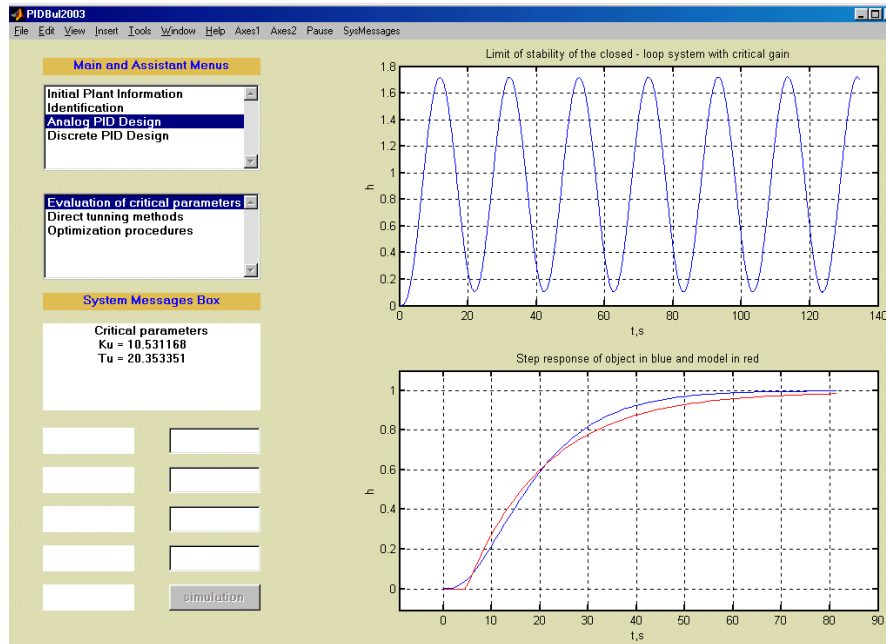 PIDBul2003
File Edit View Insert Tools Window Help Axes1 Axes2 Pause SysMessages
Main and Assistant Menus
Initial Plant Information
Identification
Analog PID Design
Discrete PID Design
Evaluation of critical parameters
Direct tunning methods
Optimization procedures
System Messages Box
Critical parameters
Ku = 10.531168
Tu = 20.353351
simulation
Limit of stability of the closed - loop system with critical gain
1.8
1.6
1.4
1.2
1
0.8
0.6
0.4
0.2
0
h
0 20 40 60 80 100 120 140
t,s
Step response of object in blue and model in red
1
0.8
0.6
0.4
0.2
0
h
0 10 20 30 40 50 60 70 80 90
t,s